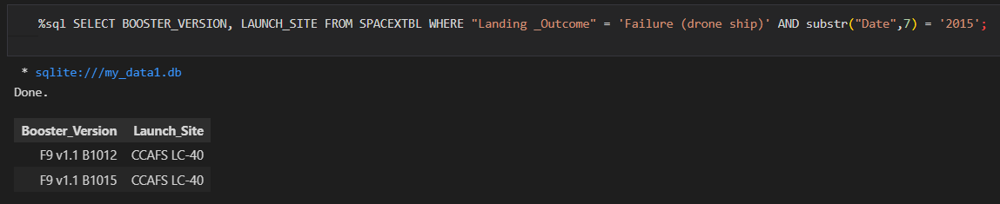 %sql SELECT BOOSTER_VERSION, LAUNCH_SITE FROM SPACEXTBL WHERE "Landing _Outcome" = 'Failure (drone ship)' AND substr("Date",7) = '2015';
* sqlite:///my_data1.db
Done.
Booster_Version Launch_Site
F9 v1.1 B1012 CCAFS LC-40
F9 v1.1 B1015 CCAFS LC-40